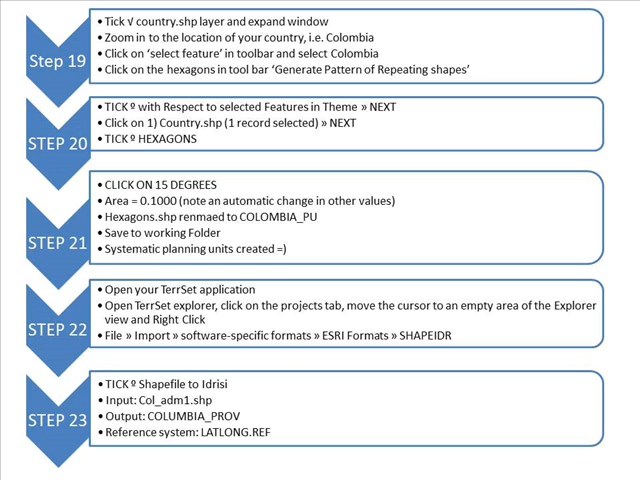 Step 19
• Tick √ country.shp layer and expand window
• Zoom in to the location of your country, i.e. Colombia
• Click on ‘select feature’ in toolbar and select Colombia
• Click on the hexagons in tool bar ‘Generate Pattern of Repeating shapes’
STEP 20
• TICK º with Respect to selected Features in Theme » NEXT
• Click on 1) Country.shp (1 record selected) » NEXT
• TICK º HEXAGONS
STEP 21
• CLICK ON 15 DEGREES
• Area = 0.1000 (note an automatic change in other values)
• Hexagons.shp renmaed to COLOMBIA_PU
• Save to working Folder
• Systematic planning units created =)
STEP 22
• Open your TerrSet application
• Open TerrSet explorer, click on the projects tab, move the cursor to an empty area of the Explorer
view and Right Click
• File » Import » software-specific formats » ESRI Formats » SHAPEIDR
STEP 23
• TICK º Shapefile to Idrisi
• Input: Col_adm1.shp
• Output: COLUMBIA_PROV
• Reference system: LATLONG.REF